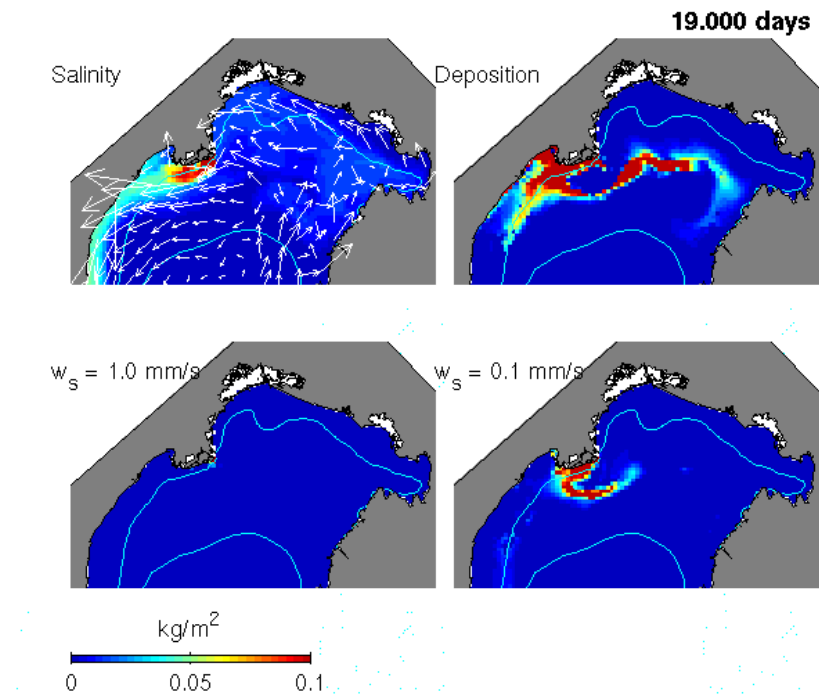 19.000 days
Salinity
Deposition
w_s = 1.0 mm/s
w_s = 0.1 mm/s
kg/m²
0 0.05 0.1